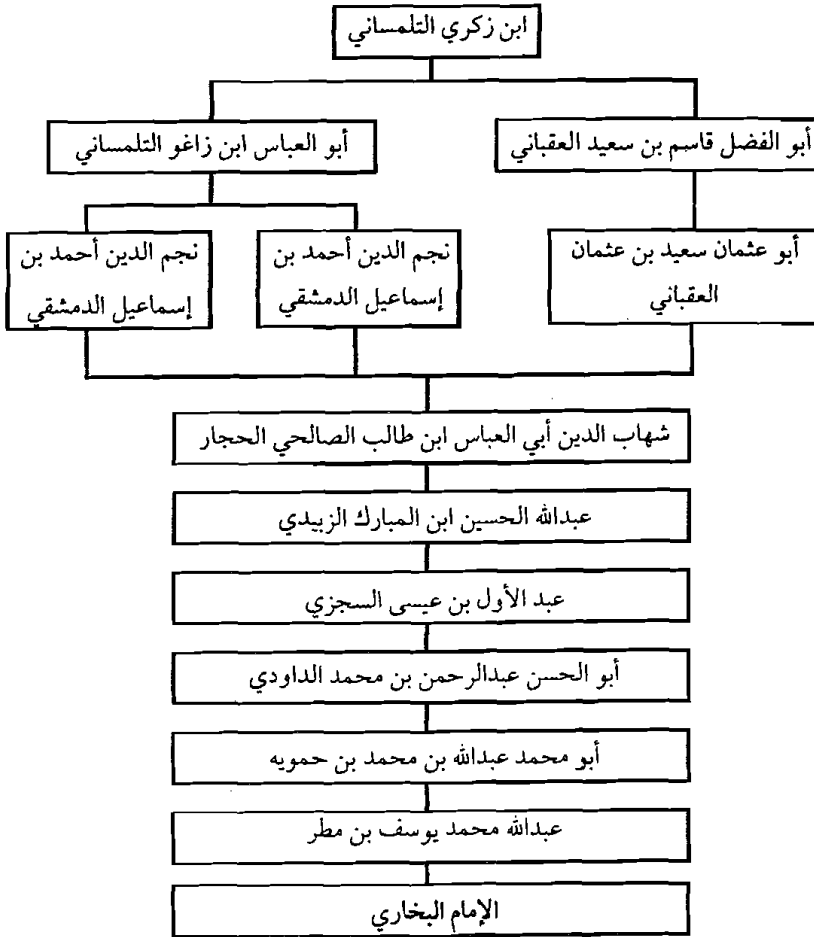 ابن زكري التلمساني
أبو الفضل قاسم بن سعيد العقباني
أبو العباس ابن زاغو التلمساني
أبو عثمان سعيد بن عثمان
العقباني
نجم الدين أحمد بن
إسماعيل الدمشقي
نجم الدين أحمد بن
إسماعيل الدمشقي
شهاب الدين أبي العباس ابن طالب الصالحي الحجار
عبدالله الحسين ابن المبارك الزبيدي
عبد الأول بن عيسى السجزي
أبو الحسن عبدالرحمن بن محمد الداودي
أبو محمد عبدالله بن محمد بن حمويه
عبدالله محمد يوسف بن مطر
الإمام البخاري